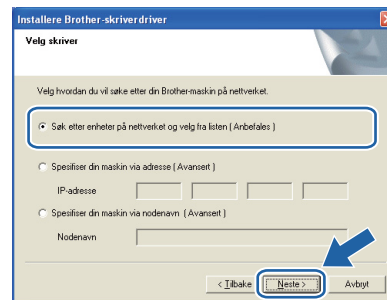 Installere Brother-skriverdriver
Velg skriver
Velg hvordan du vil søke etter din Brother-maskin på nettverket.
Søk etter enheter på nettverket og velg fra listen ( Anbefales )
Spesifiser din maskin via adresse ( Avansert )
IP-adresse
Spesifiser din maskin via nodenavn ( Avansert )
Nodenavn
< Tilbake Neste > Avbryt